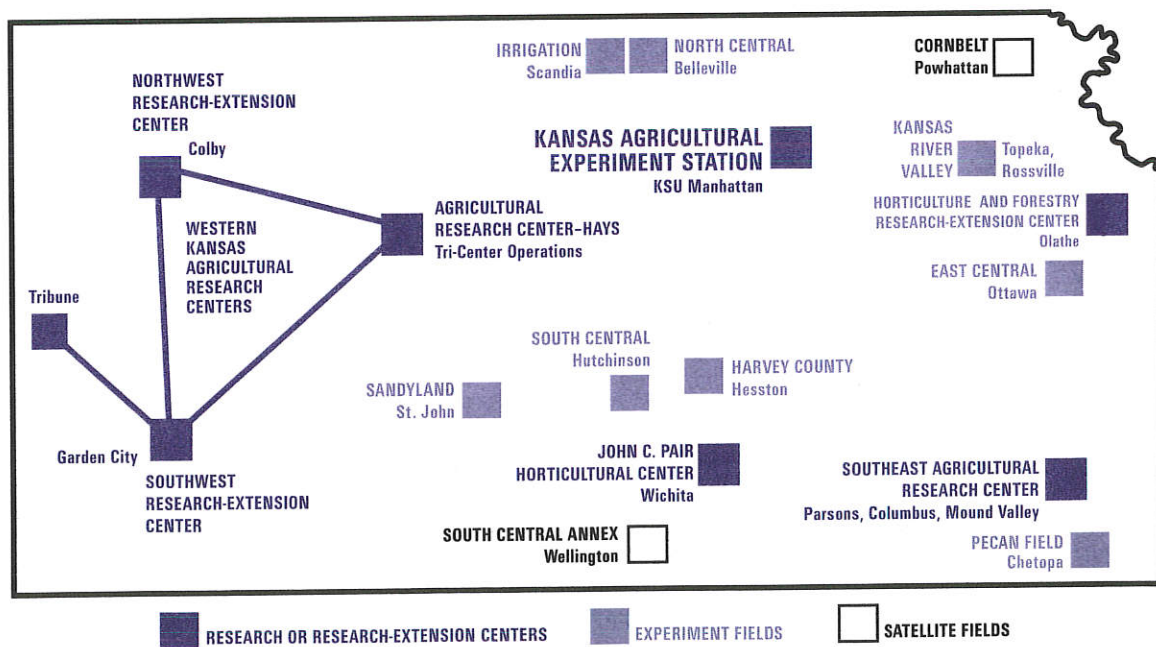 IRRIGATION
Scandia
NORTH CENTRAL
Belleville
CORNBELT
Powhattan
NORTHWEST
RESEARCH-EXTENSION
CENTER
Colby
KANSAS AGRICULTURAL
EXPERIMENT STATION
KSU Manhattan
KANSAS
RIVER
VALLEY
Topeka,
Rossville
HORTICULTURE AND FORESTRY
RESEARCH-EXTENSION CENTER
Olathe
AGRICULTURAL
RESEARCH CENTER-HAYS
Tri-Center Operations
WESTERN
KANSAS
AGRICULTURAL
RESEARCH
CENTERS
EAST CENTRAL
Ottawa
Tribune
SOUTH CENTRAL
Hutchinson
HARVEY COUNTY
Hesston
SANDYLAND
St. John
Garden City
SOUTHWEST
RESEARCH-EXTENSION
CENTER
JOHN C. PAIR
HORTICULTURAL CENTER
Wichita
SOUTHEAST AGRICULTURAL
RESEARCH CENTER
Parsons, Columbus, Mound Valley
SOUTH CENTRAL ANNEX
Wellington
PECAN FIELD
Chetopa
RESEARCH OR RESEARCH-EXTENSION CENTERS
EXPERIMENT FIELDS
SATELLITE FIELDS